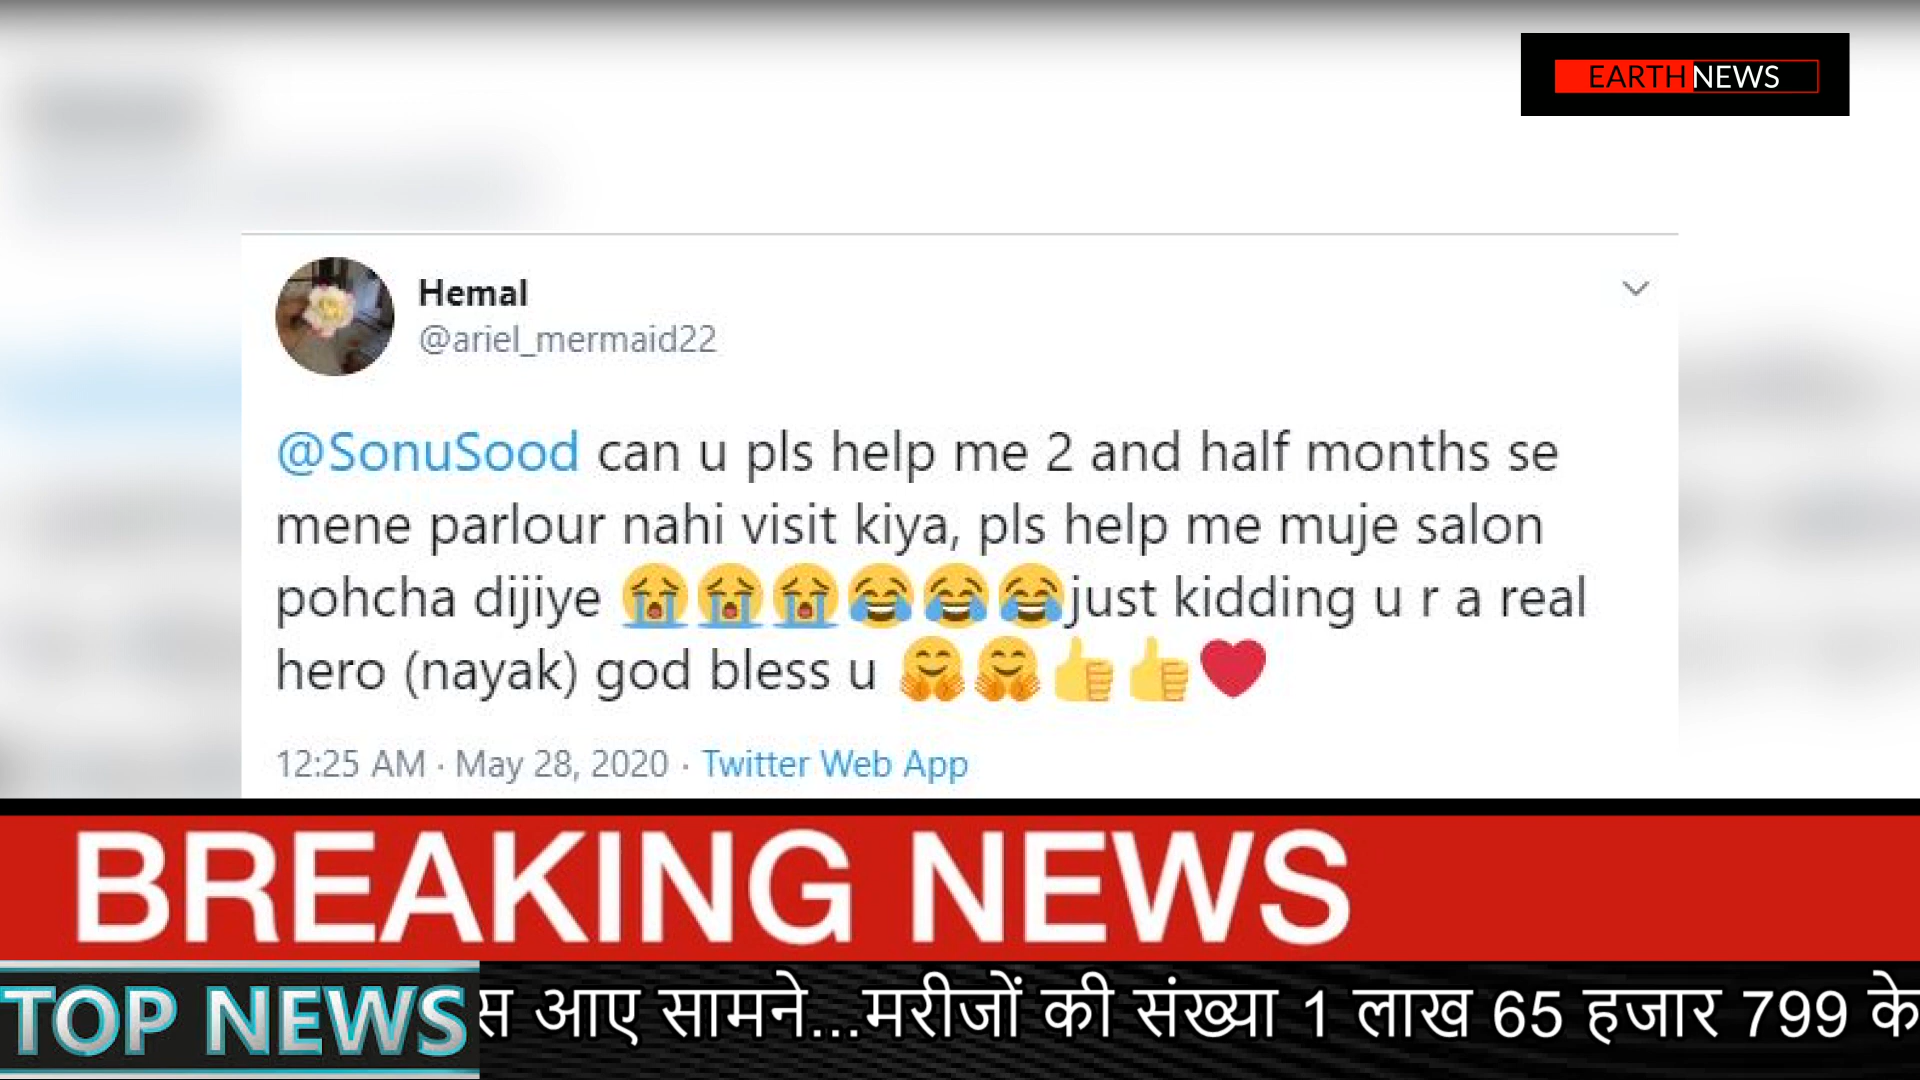 EARTH NEWS
Hemal
@ariel_mermaid22
@SonuSood can u pls help me 2 and half months se
mene parlour nahi visit kiya, pls help me muje salon
pohcha dijiye 😭😭😭😂😂😂just kidding u r a real
hero (nayak) god bless u 🤗🤗👍👍❤️
12:25 AM · May 28, 2020 · Twitter Web App
BREAKING NEWS
TOP NEWS
स आए सामने...मरीजों की संख्या 1 लाख 65 हजार 799 के